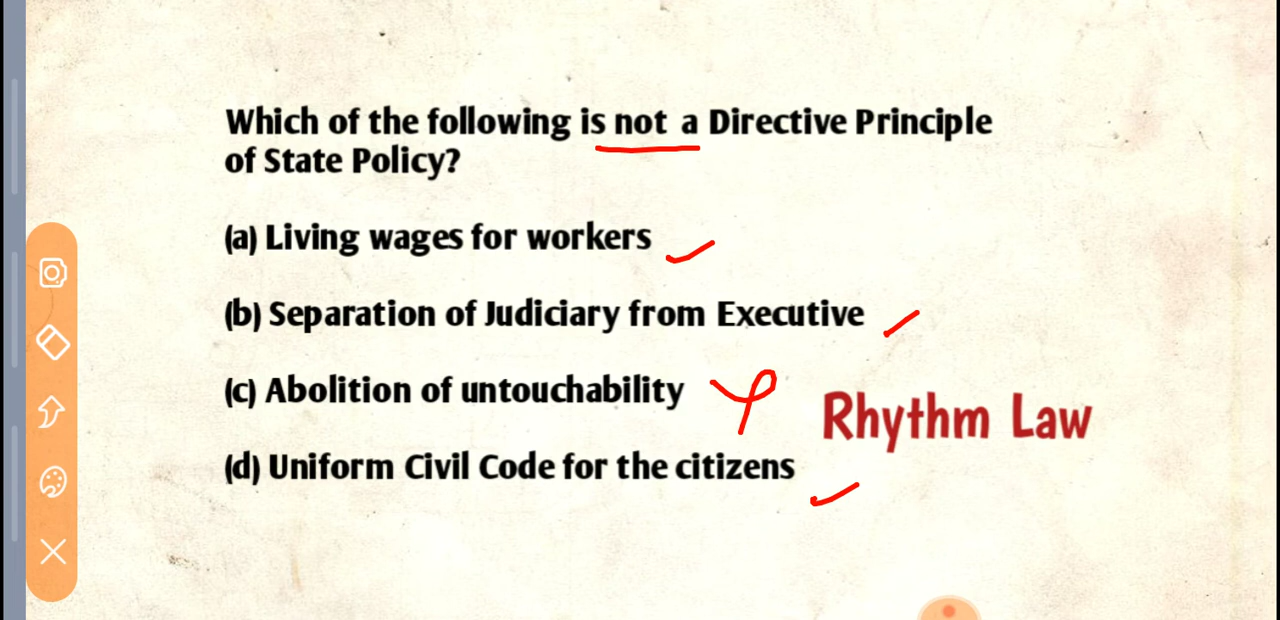 Which of the following is not a Directive Principle
of State Policy?
(a) Living wages for workers
(b) Separation of Judiciary from Executive
(c) Abolition of untouchability
Rhythm Law
(d) Uniform Civil Code for the citizens